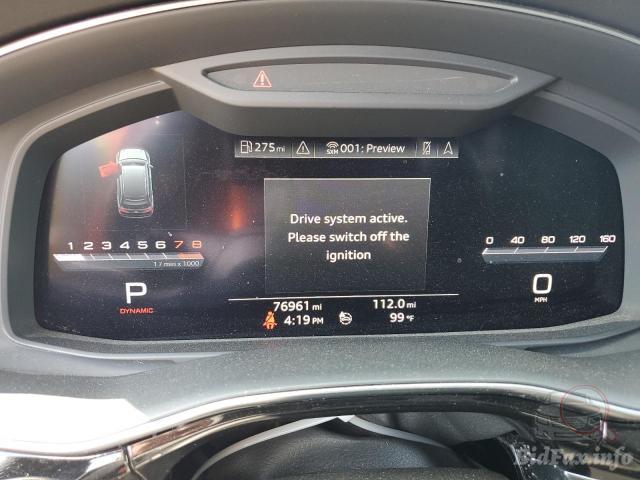 275 mi SXM 001: Preview
Drive system active.
Please switch off the
ignition
1 2 3 4 5 6 7 8
1/min x 1000
0 40 80 120 160
P
DYNAMIC
0
MPH
76961 mi 112.0 mi
4:19 PM 99 °F
BidFax.info